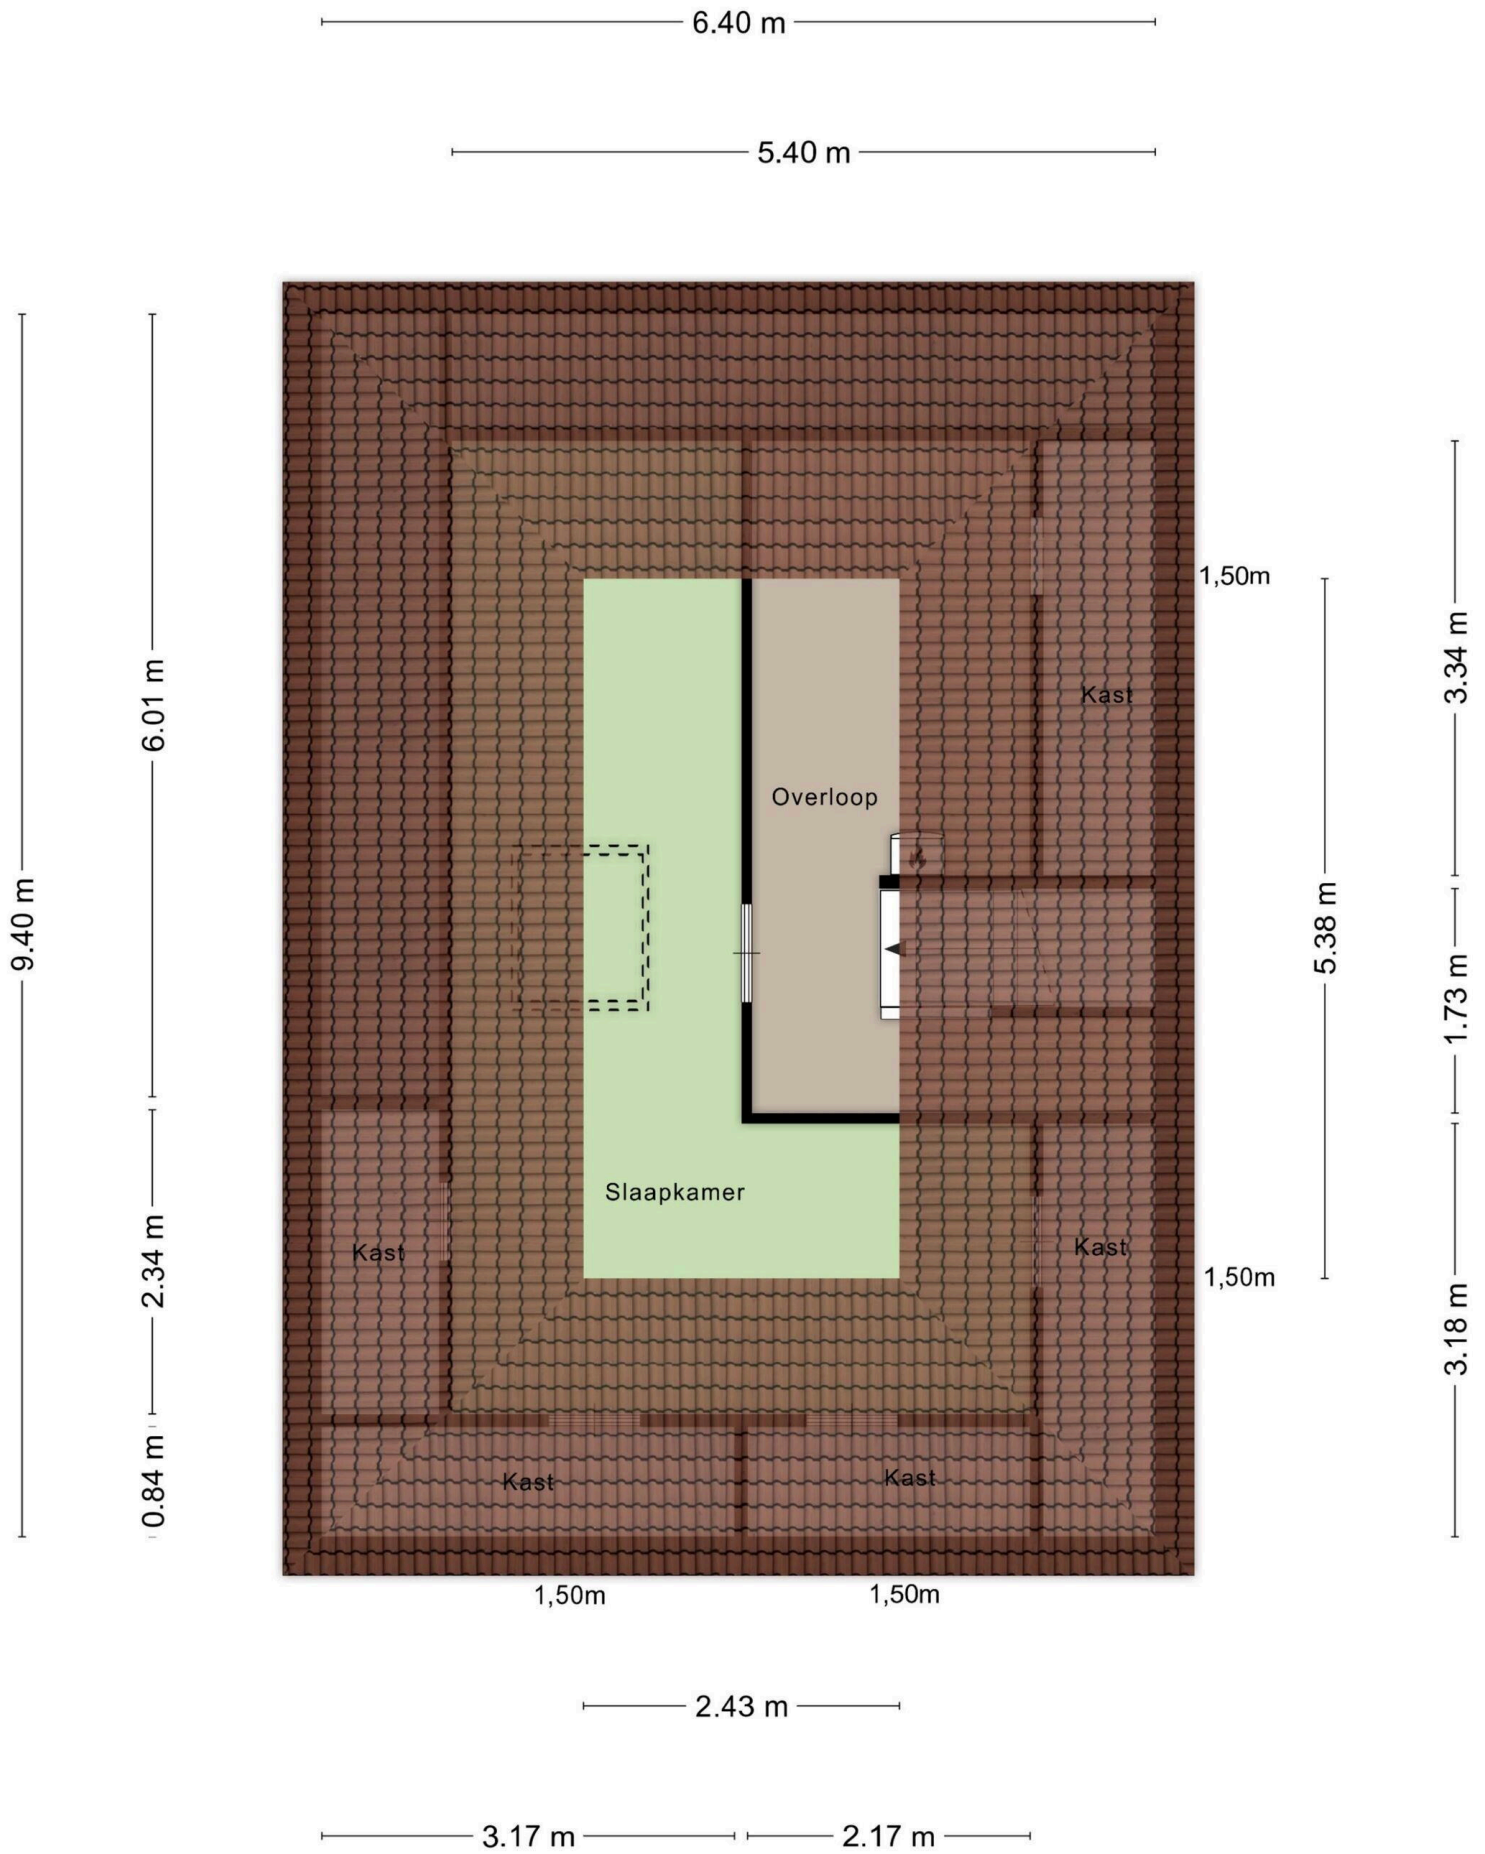 6.40 m
5.40 m
1,50m
3.34 m
6.01 m
Kast
Overloop
9.40 m
5.38 m
1.73 m
Slaapkamer
Kast
Kast
2.34 m
1,50m
3.18 m
0.84 m
Kast
Kast
1,50m
1,50m
2.43 m
3.17 m
2.17 m